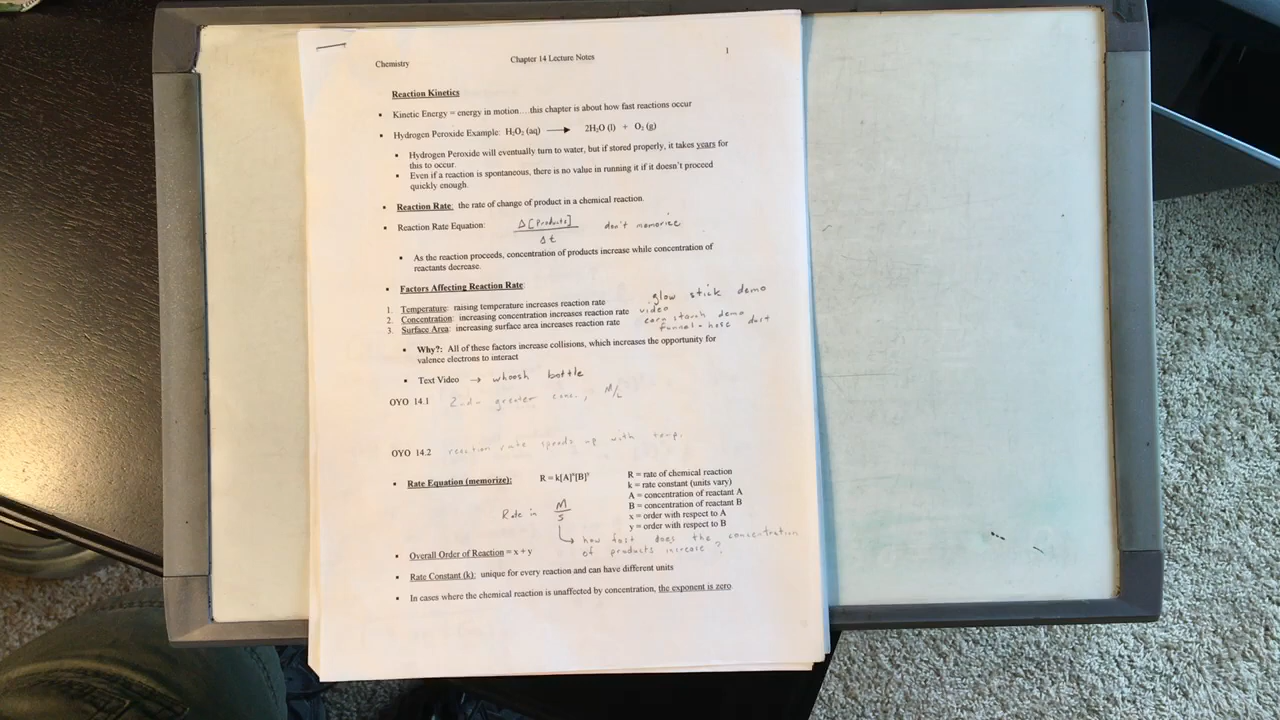 Chemistry Chapter 14 Lecture Notes 1
Reaction Kinetics
• Kinetic Energy = energy in motion…this chapter is about how fast reactions occur
• Hydrogen Peroxide Example: H₂O₂ (aq) → 2H₂O (l) + O₂ (g)
• Hydrogen Peroxide will eventually turn to water, but if stored properly, it takes years for
this to occur.
• Even if a reaction is spontaneous, there is no value in running it if it doesn't proceed
quickly enough.
• Reaction Rate: the rate of change of product in a chemical reaction.
• Reaction Rate Equation: Δ[Products] don't memorize
Δt
• As the reaction proceeds, concentration of products increase while concentration of
reactants decrease.
• Factors Affecting Reaction Rate:
glow stick demo
1. Temperature: raising temperature increases reaction rate
2. Concentration: increasing concentration increases reaction rate video corn starch demo
3. Surface Area: increasing surface area increases reaction rate funnel + hose dust
• Why?: All of these factors increase collisions, which increases the opportunity for
valence electrons to interact
• Text Video → whoosh bottle
OYO 14.1 2nd greater conc., M/L
OYO 14.2 reaction rate speeds up with temp.
• Rate Equation (memorize): R = k[A]ˣ[B]ʸ R = rate of chemical reaction
k = rate constant (units vary)
A = concentration of reactant A
B = concentration of reactant B
x = order with respect to A
y = order with respect to B
Rate in M/S
↳ how fast does the concentration
of products increase?
• Overall Order of Reaction = x + y
• Rate Constant (k): unique for every reaction and can have different units
• In cases where the chemical reaction is unaffected by concentration, the exponent is zero.